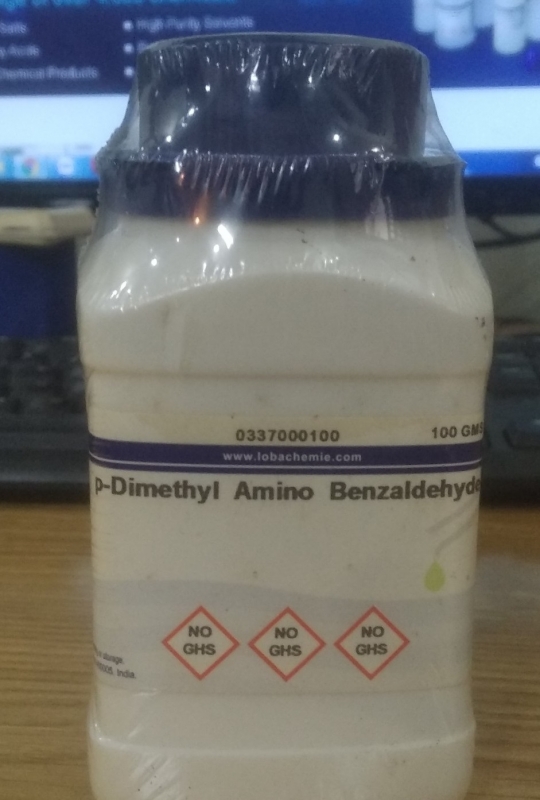 High Purity Solvents
Acids
Chemical Products
0337000100
100 GMS
www.lobachemie.com
p-Dimethyl Amino Benzaldehyde
NO
GHS
NO
GHS
NO
GHS
storage
India.